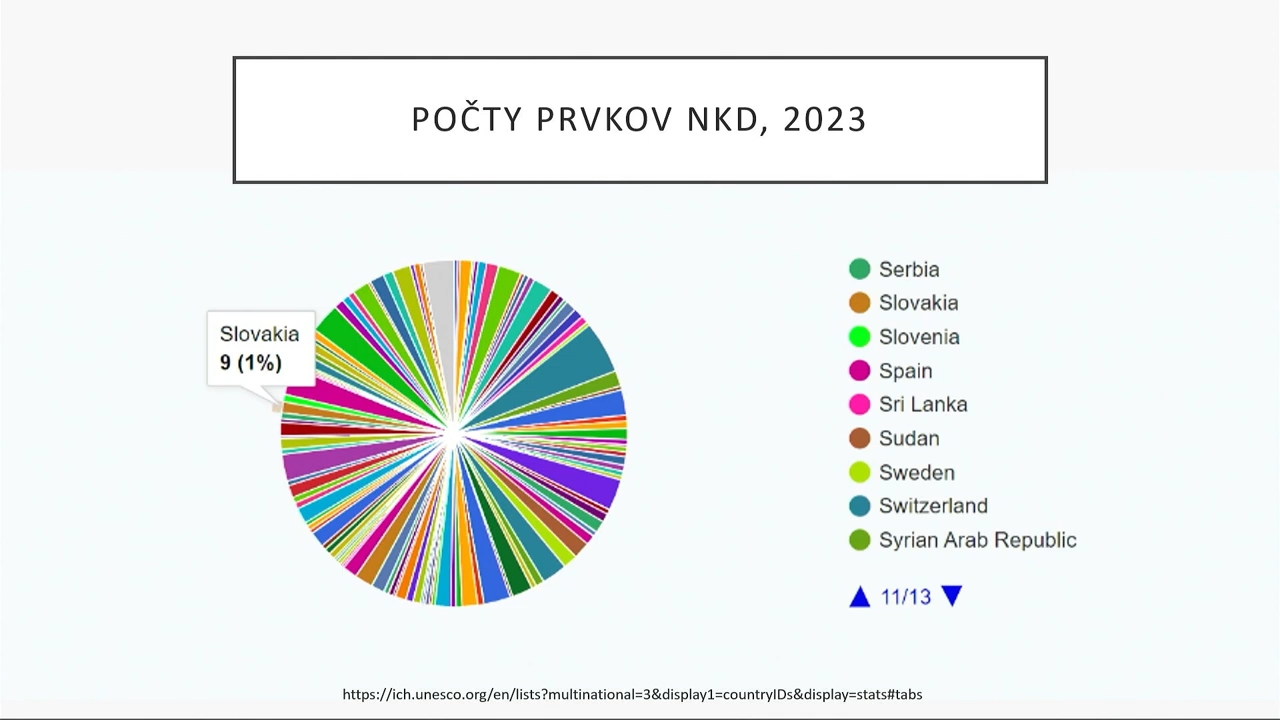 POČTY PRVKOV NKD, 2023
Slovakia
9 (1%)
Serbia
Slovakia
Slovenia
Spain
Sri Lanka
Sudan
Sweden
Switzerland
Syrian Arab Republic
11/13
https://ich.unesco.org/en/lists?multinational=3&display1=countryIDs&display=stats#tabs